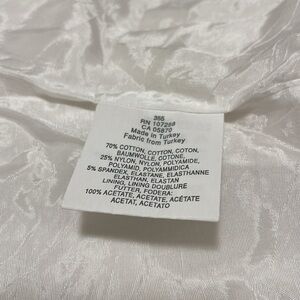 365
RN 107288
CA 05870
Made in Turkey
Fabric from Turkey
70% COTTON, COTTON, COTON,
BAUMWOLLE, COTONE,
25% NYLON, NYLON, POLYAMIDE,
POLYAMID, POLYAMMIDICA
5% SPANDEX, ELASTANE, ELASTHANNE
ELASTHAN, ELASTAN
LINING, LINING DOUBLURE
FUTTER, FODERA:
100% ACETATE, ACETATE, ACÉTATE
ACETAT, ACETATO